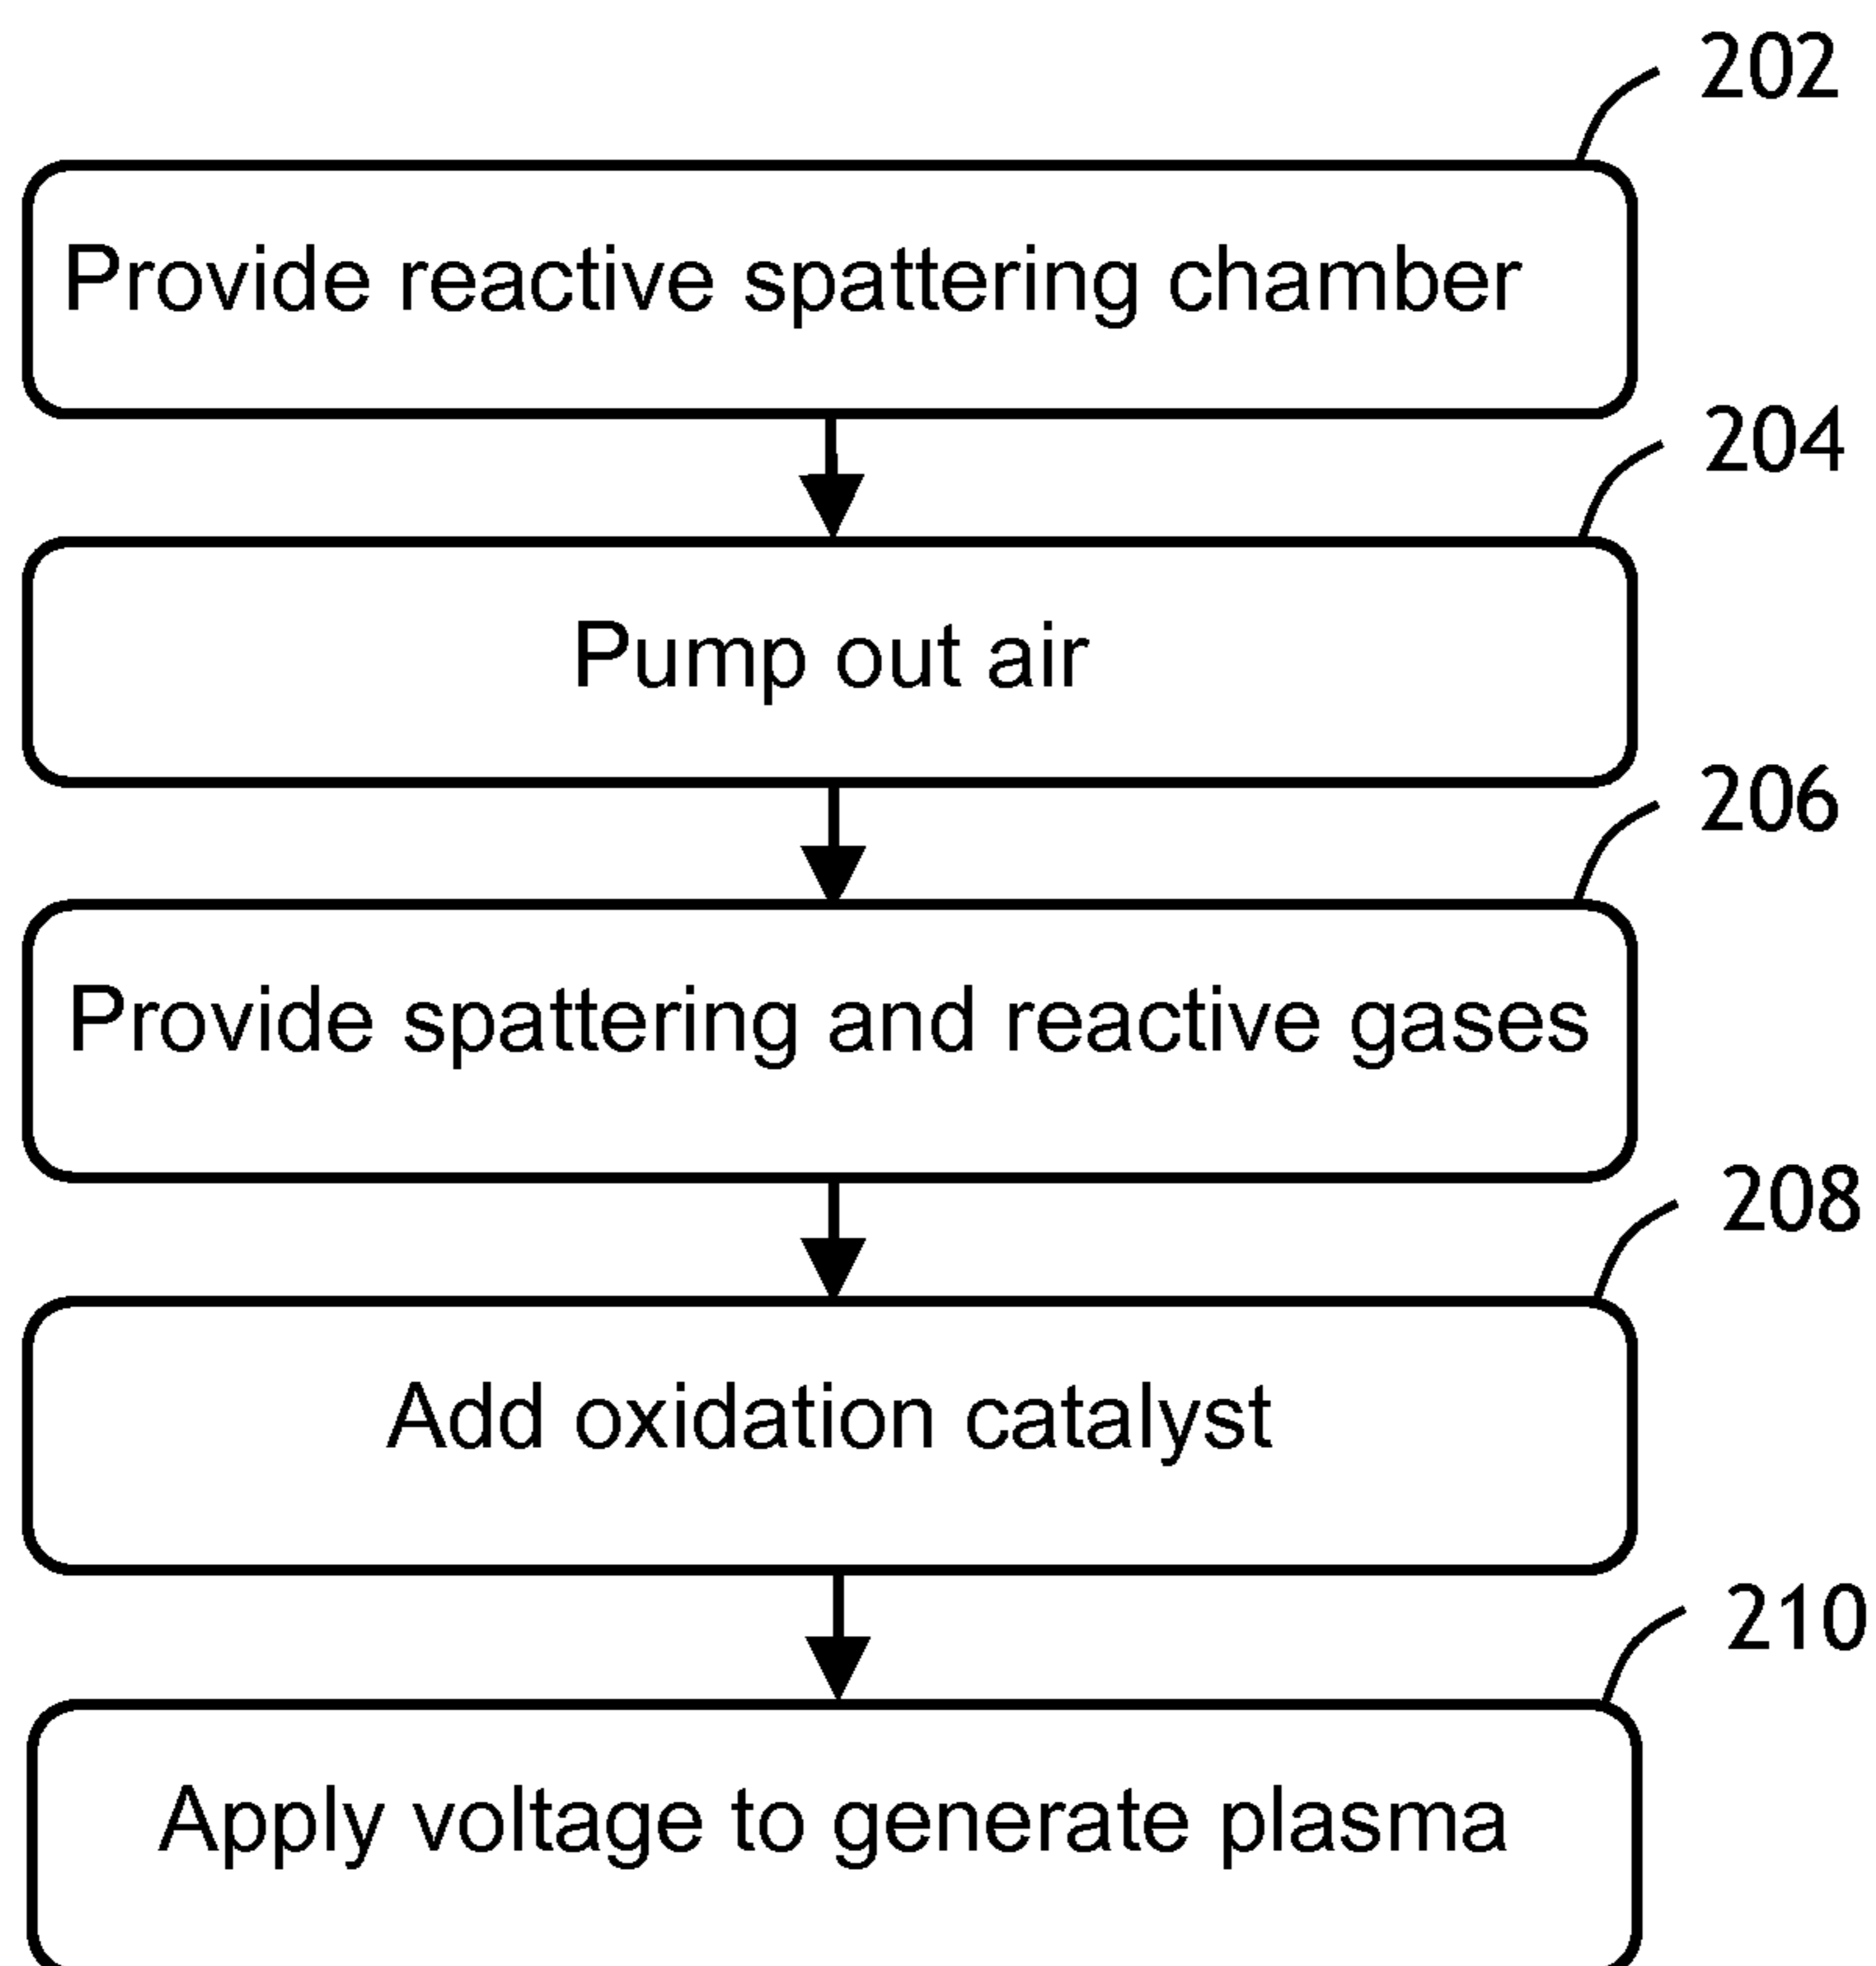 202
Provide reactive spattering chamber
204
Pump out air
206
Provide spattering and reactive gases
208
Add oxidation catalyst
210
Apply voltage to generate plasma